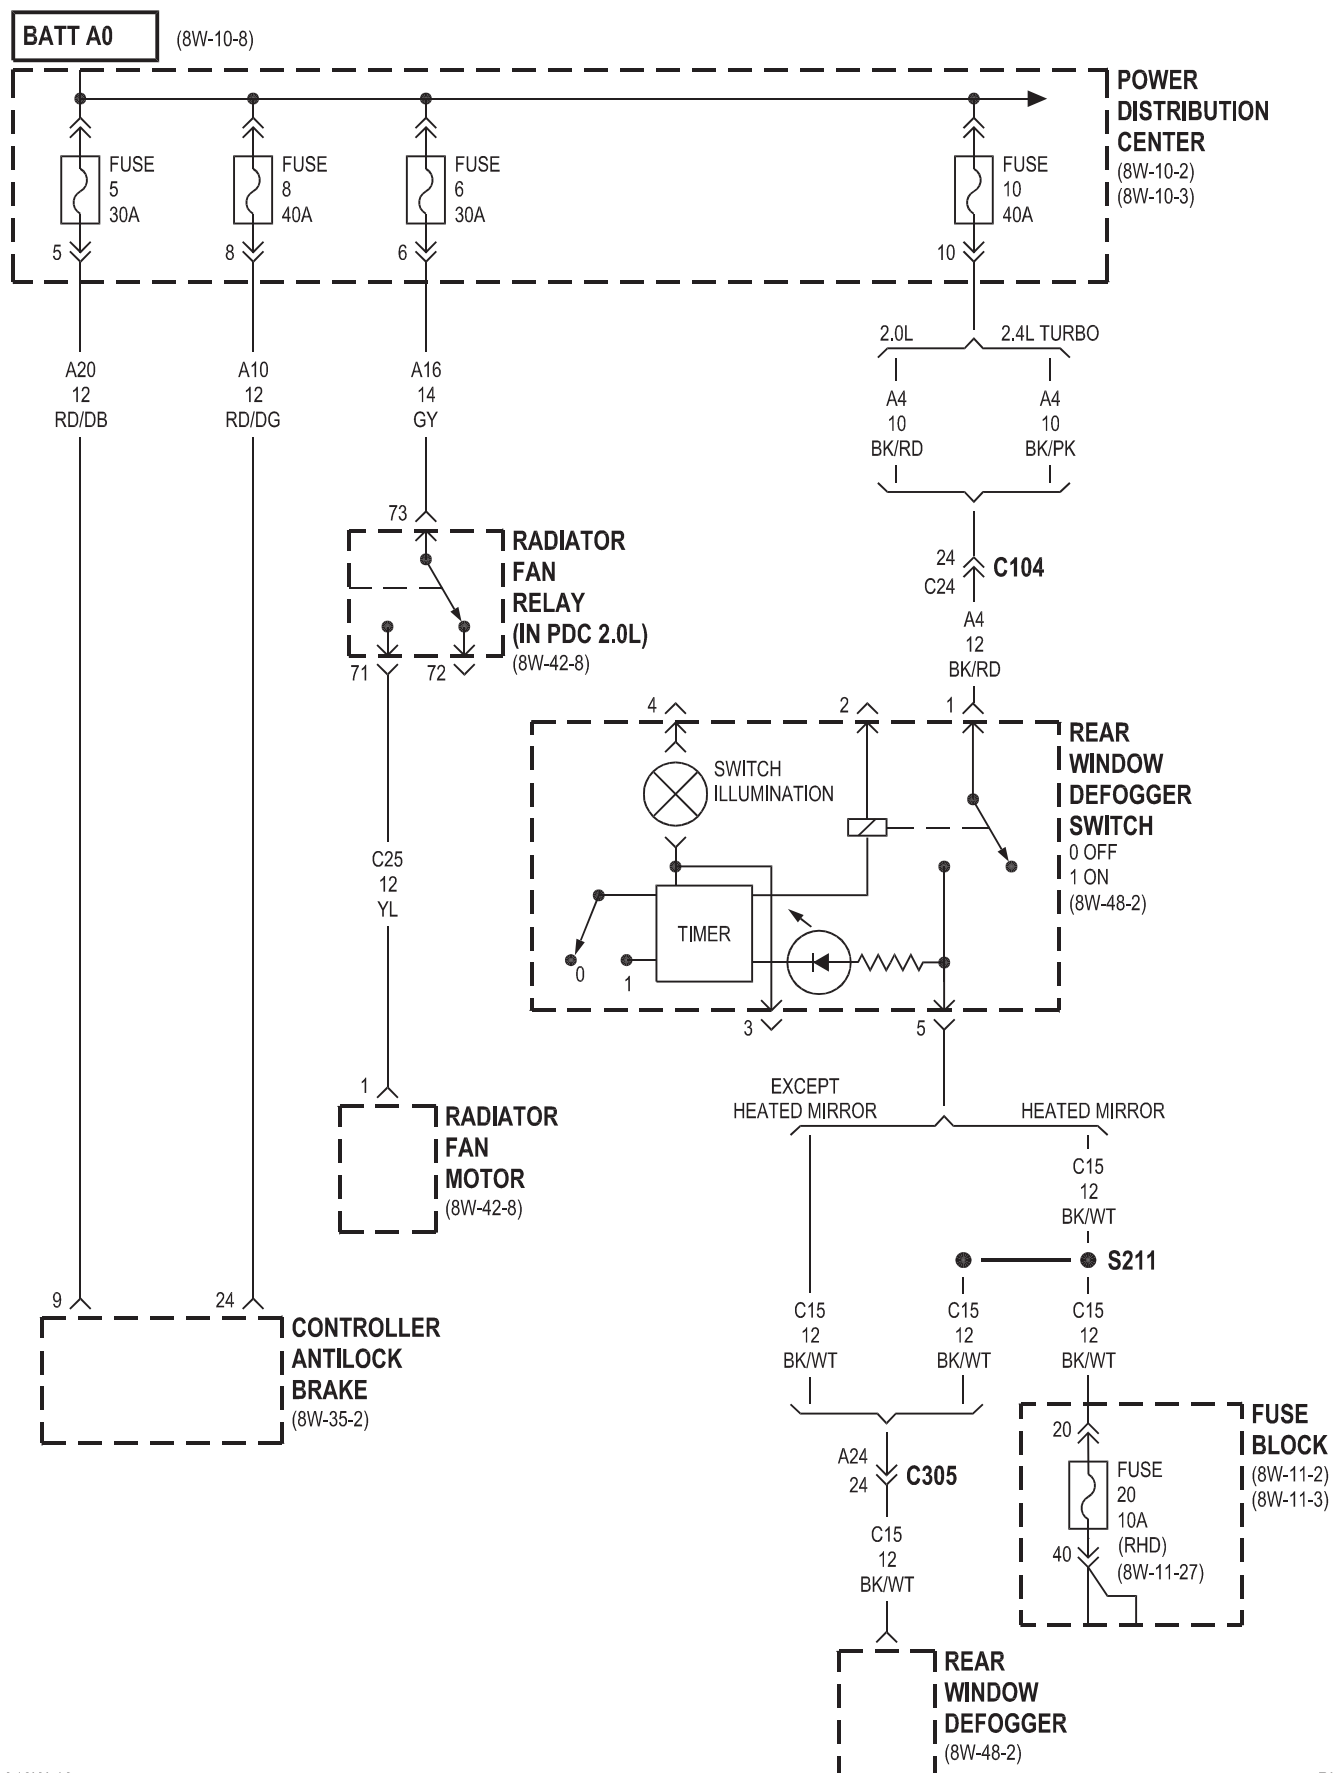 BATT A0
(8W-10-8)
POWER
DISTRIBUTION
CENTER
(8W-10-2)
(8W-10-3)
FUSE
5
30A
FUSE
8
40A
FUSE
6
30A
FUSE
10
40A
5
8
6
10
2.0L
2.4L TURBO
A20
12
RD/DB
A10
12
RD/DG
A16
14
GY
A4
10
BK/RD
A4
10
BK/PK
73
RADIATOR
FAN
RELAY
(IN PDC 2.0L)
(8W-42-8)
71
72
24
C24
C104
A4
12
BK/RD
4
2
1
REAR
WINDOW
DEFOGGER
SWITCH
0 OFF
1 ON
(8W-48-2)
SWITCH
ILLUMINATION
TIMER
0
1
3
5
C25
12
YL
1
RADIATOR
FAN
MOTOR
(8W-42-8)
EXCEPT
HEATED MIRROR
HEATED MIRROR
C15
12
BK/WT
S211
9
24
CONTROLLER
ANTILOCK
BRAKE
(8W-35-2)
C15
12
BK/WT
C15
12
BK/WT
C15
12
BK/WT
A24
24
C305
C15
12
BK/WT
FUSE
BLOCK
(8W-11-2)
(8W-11-3)
20
FUSE
20
10A
(RHD)
(8W-11-27)
40
REAR
WINDOW
DEFOGGER
(8W-48-2)